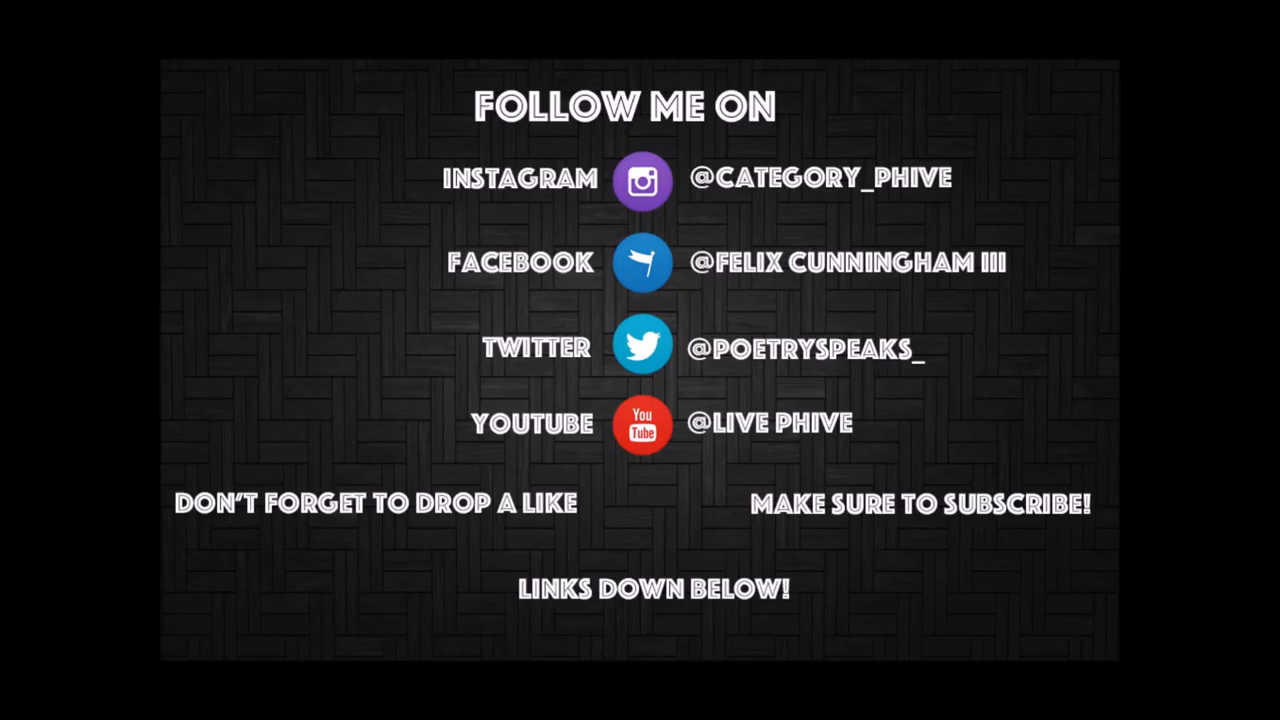 FOLLOW ME ON
INSTAGRAM @CATEGORY_PHIVE
FACEBOOK @FELIX CUNNINGHAM III
TWITTER @POETRYSPEAKS_
YOUTUBE You Tube @LIVE PHIVE
DON'T FORGET TO DROP A LIKE MAKE SURE TO SUBSCRIBE!
LINKS DOWN BELOW!